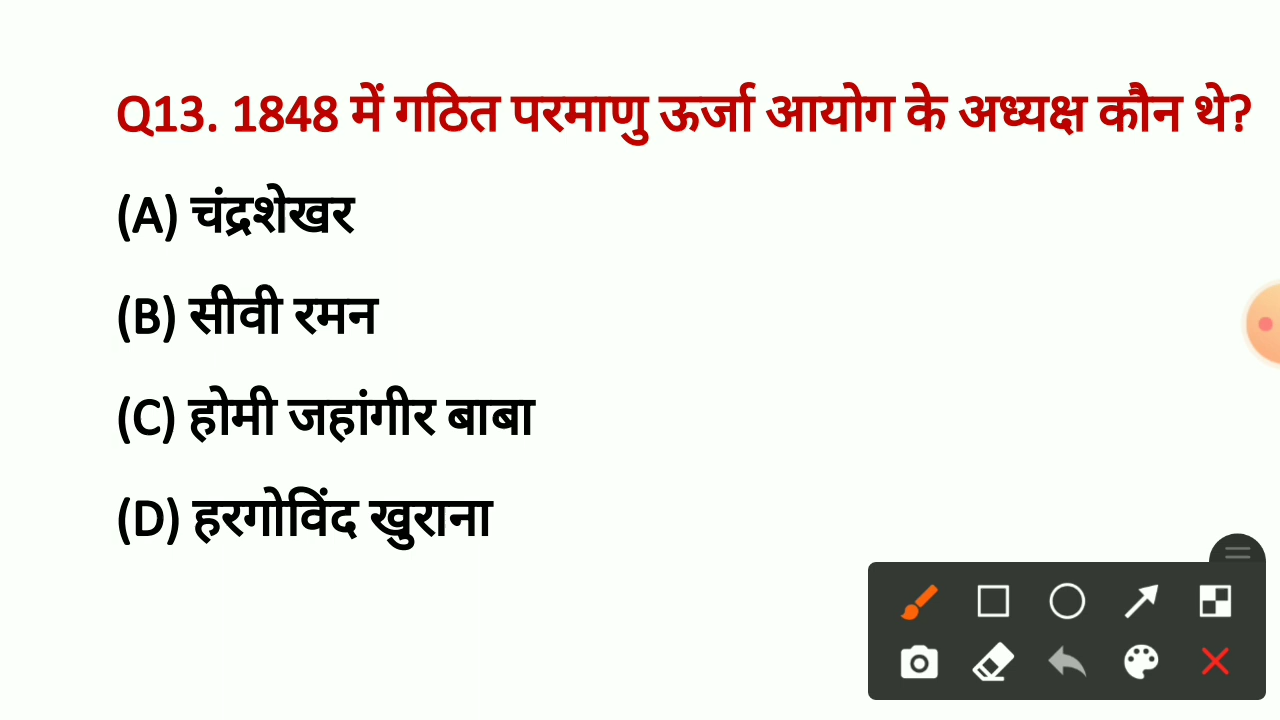 Q13. 1848 में गठित परमाणु ऊर्जा आयोग के अध्यक्ष कौन थे?
(A) चंद्रशेखर
(B) सीवी रमन
(C) होमी जहांगीर बाबा
(D) हरगोविंद खुराना